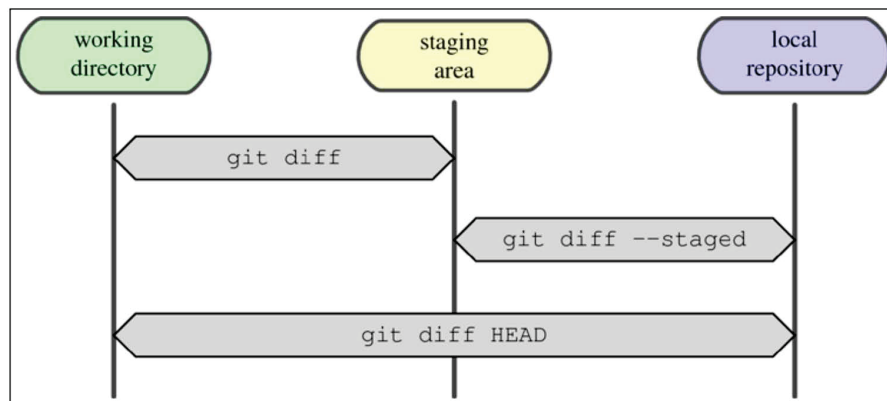 working
directory
staging
area
local
repository
git diff
git diff --staged
git diff HEAD